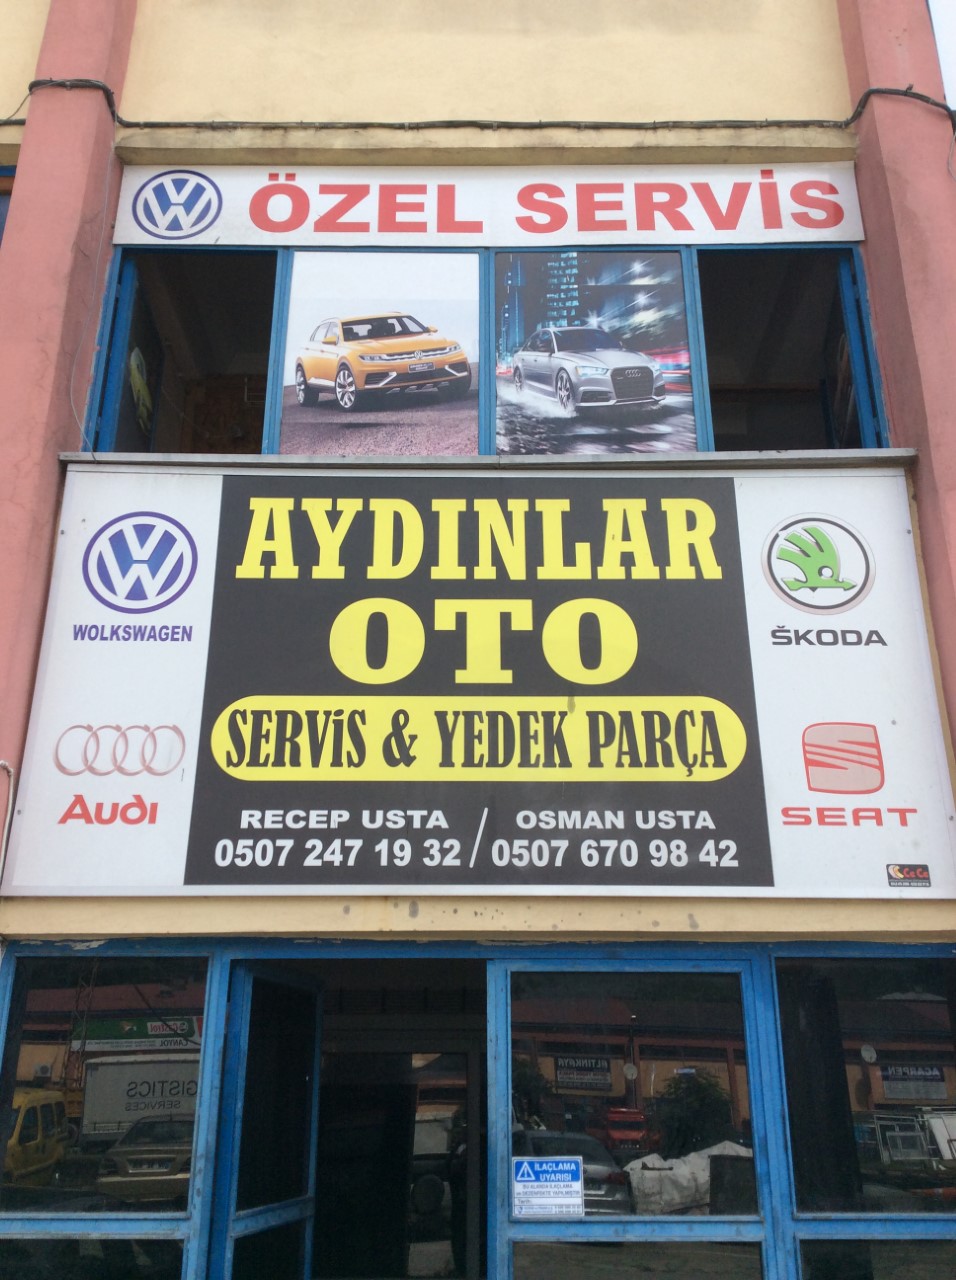 ÖZEL SERVİS
AYDINLAR
OTO
SERVİS & YEDEK PARÇA
WOLKSWAGEN
ŠKODA
Audi
SEAT
RECEP USTA / OSMAN USTA
0507 247 19 32 / 0507 670 98 42
İLAÇLAMA
UYARISI